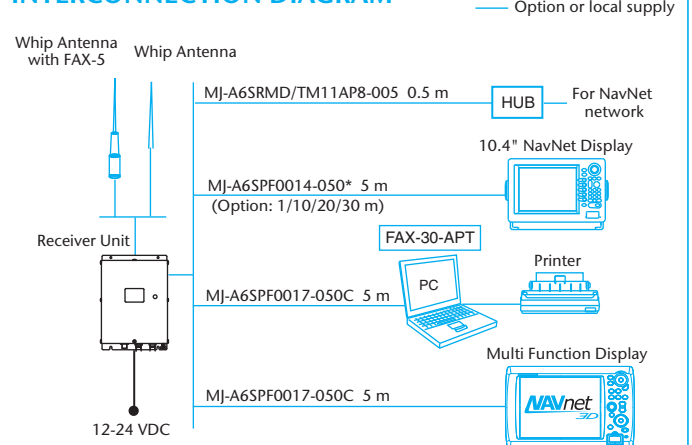 INTERCONNECTION DIAGRAM
Option or local supply
Whip Antenna
with FAX-5
Whip Antenna
MJ-A6SRMD/TM11AP8-005 0.5 m
HUB
For NavNet
network
10.4" NavNet Display
MJ-A6SPF0014-050* 5 m
(Option: 1/10/20/30 m)
Receiver Unit
FAX-30-APT
Printer
PC
MJ-A6SPF0017-050C 5 m
Multi Function Display
MJ-A6SPF0017-050C 5 m
NAVnet
3D
12-24 VDC